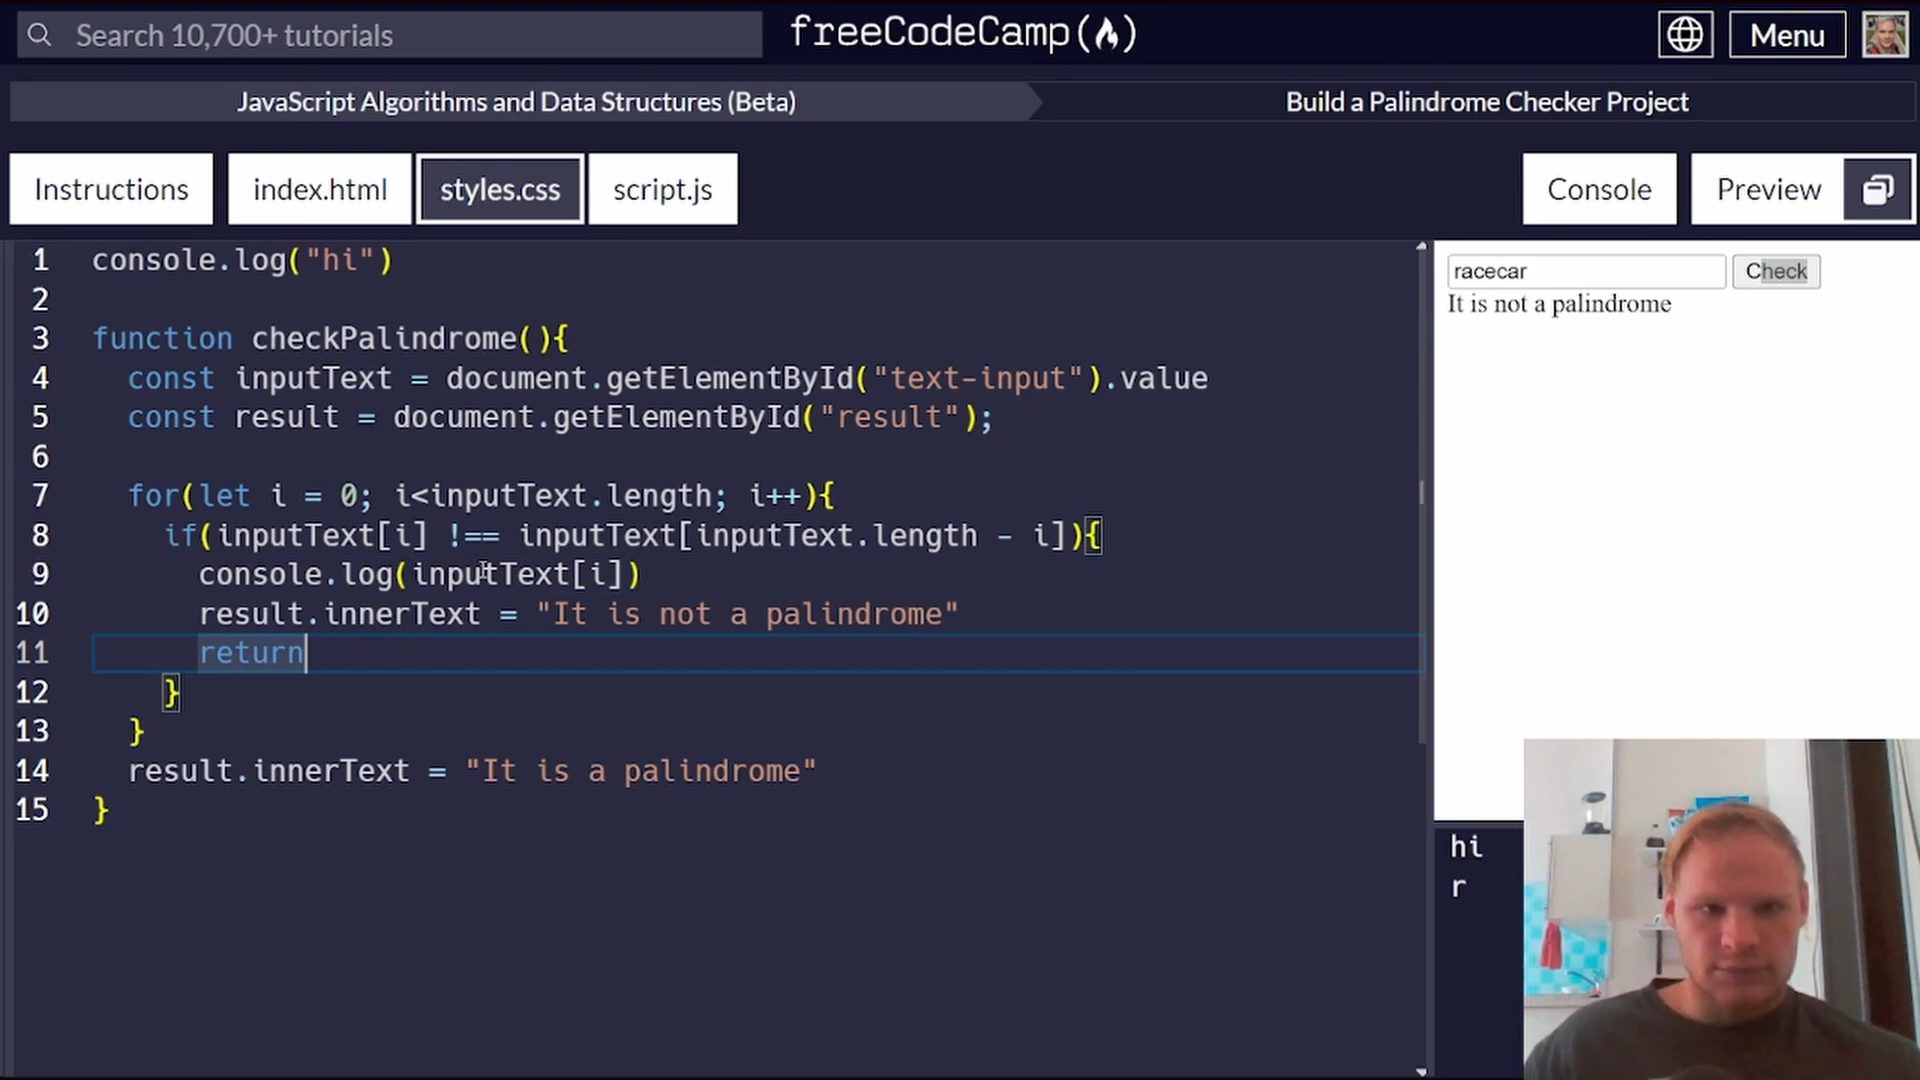 Search 10,700+ tutorials
freeCodeCamp
Menu
JavaScript Algorithms and Data Structures (Beta)
Build a Palindrome Checker Project
Instructions
index.html
styles.css
script.js
Console
Preview
1 console.log("hi")
2
3 function checkPalindrome(){
4 const inputText = document.getElementById("text-input").value
5 const result = document.getElementById("result");
6
7 for(let i = 0; i<inputText.length; i++){
8 if(inputText[i] !== inputText[inputText.length - i]){
9 console.log(inputText[i])
10 result.innerText = "It is not a palindrome"
11 return
12 }
13 }
14 result.innerText = "It is a palindrome"
15 }
racecar
Check
It is not a palindrome
hi
r